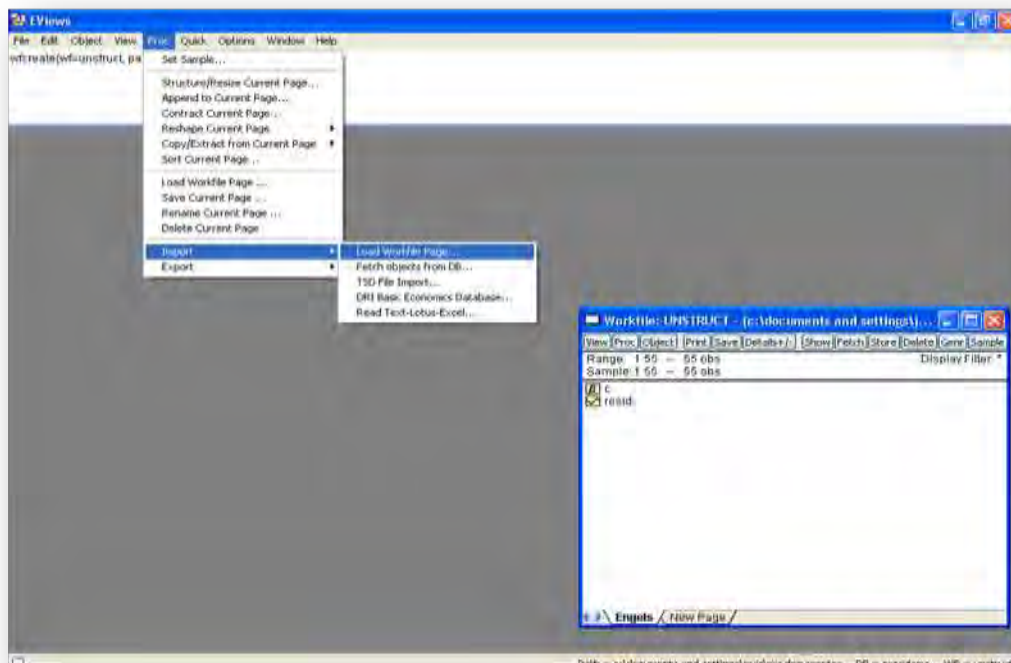 EViews
File Edit Object View Proc Quick Options Window Help
wfcreate(wf=unstruct, pa
Set Sample...
Structure/Resize Current Page...
Append to Current Page...
Contract Current Page...
Reshape Current Page
Copy/Extract from Current Page
Sort Current Page...
Load Workfile Page ...
Save Current Page ...
Rename Current Page ...
Delete Current Page
Import
Export
Load Workfile Page...
Fetch objects from DB...
TSD File Import...
DRI Basic Economics Database...
Read Text-Lotus-Excel...
Workfile: UNSTRUCT - (c:\documents and settings\j...
View Proc Object Print Save Details+/- Show Fetch Store Delete Genr Sample
Range: 1 55 -- 55 obs Display Filter: *
Sample: 1 55 -- 55 obs
c
resid
Engels New Page